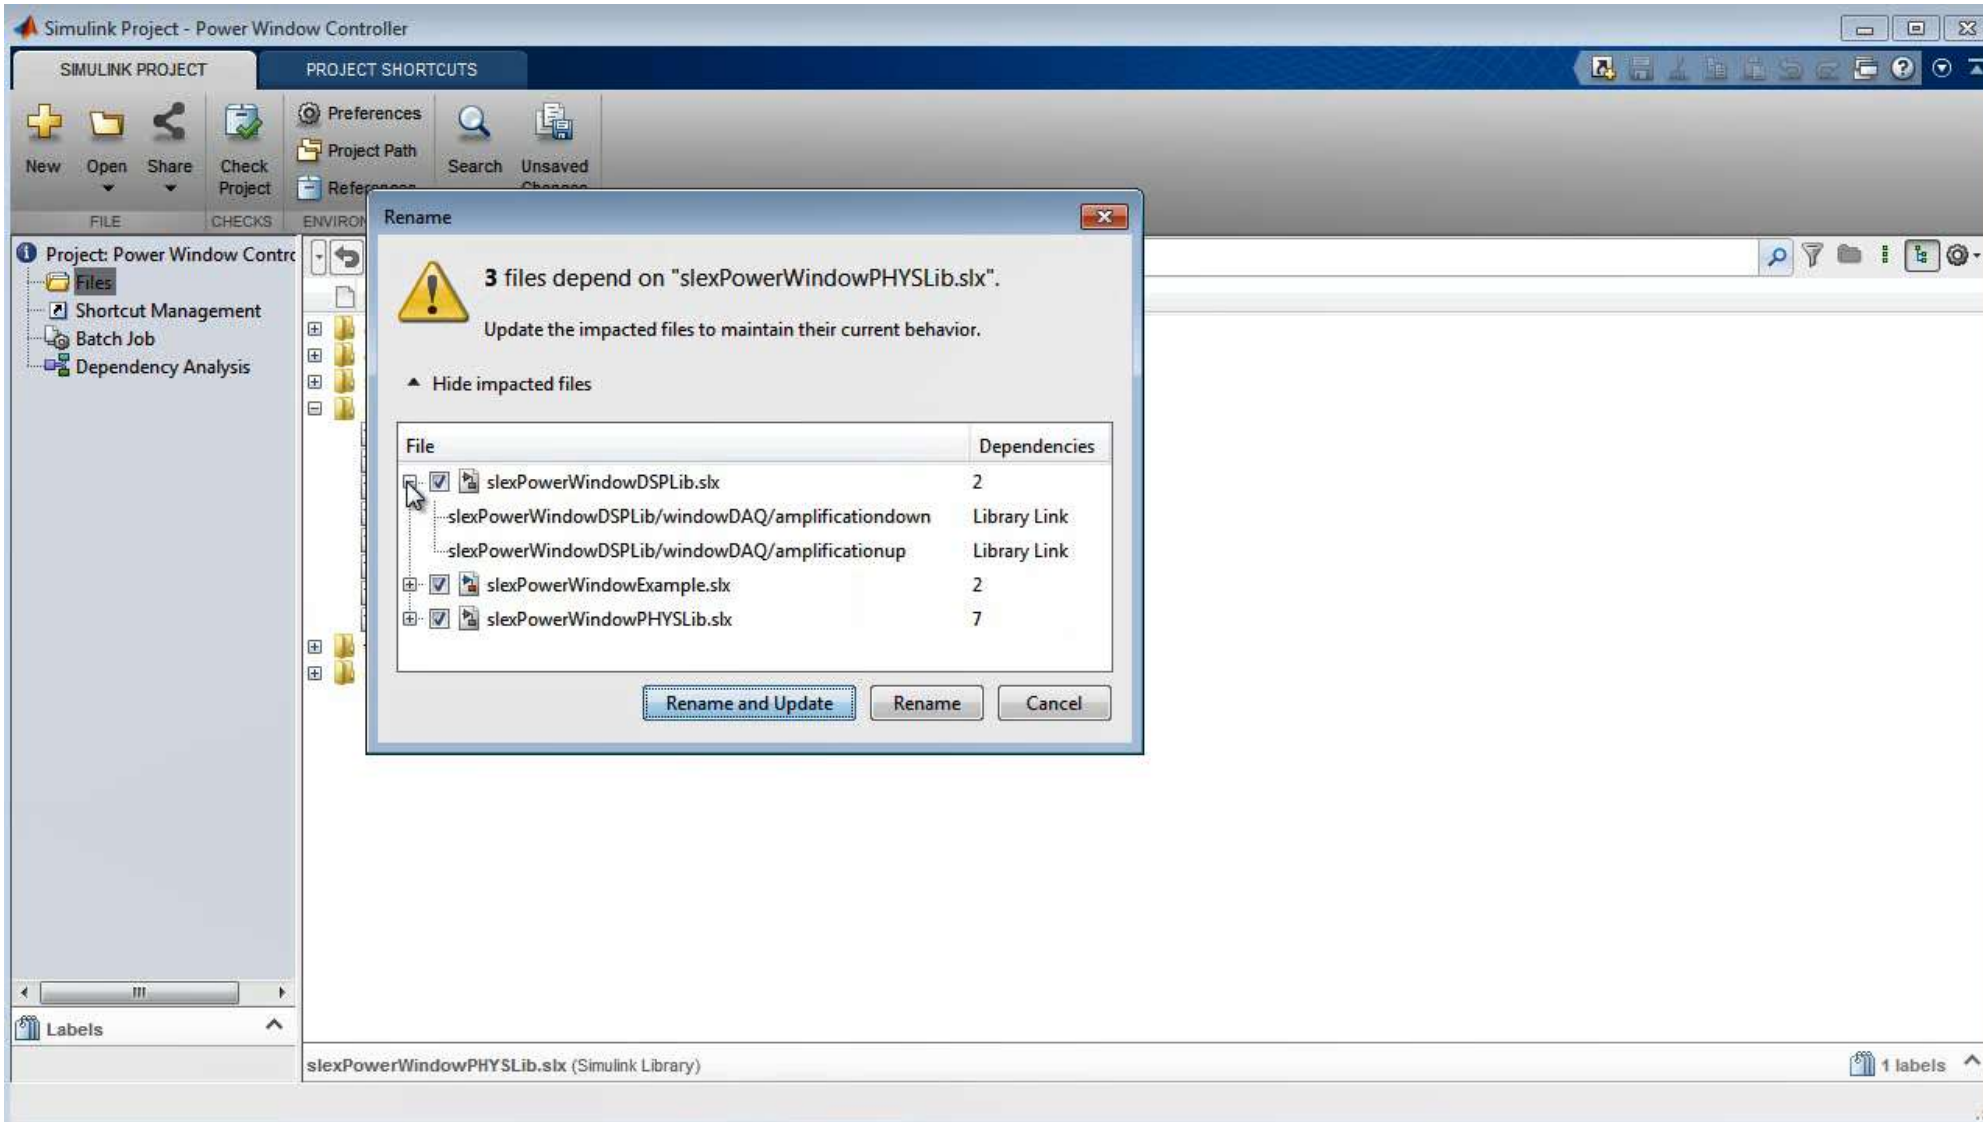 Simulink Project - Power Window Controller
SIMULINK PROJECT
PROJECT SHORTCUTS
New
Open
Share
Check
Project
Preferences
Project Path
Search
Unsaved
FILE
CHECKS
Project: Power Window Contrc
Files
Shortcut Management
Batch Job
Dependency Analysis
Rename
3 files depend on "slexPowerWindowPHYSLib.slx".
Update the impacted files to maintain their current behavior.
Hide impacted files
File Dependencies
slexPowerWindowDSPLib.slx 2
slexPowerWindowDSPLib/windowDAQ/amplificationdown Library Link
slexPowerWindowDSPLib/windowDAQ/amplificationup Library Link
slexPowerWindowExample.slx 2
slexPowerWindowPHYSLib.slx 7
Rename and Update
Rename
Cancel
Labels
slexPowerWindowPHYSLib.slx (Simulink Library)
1 labels